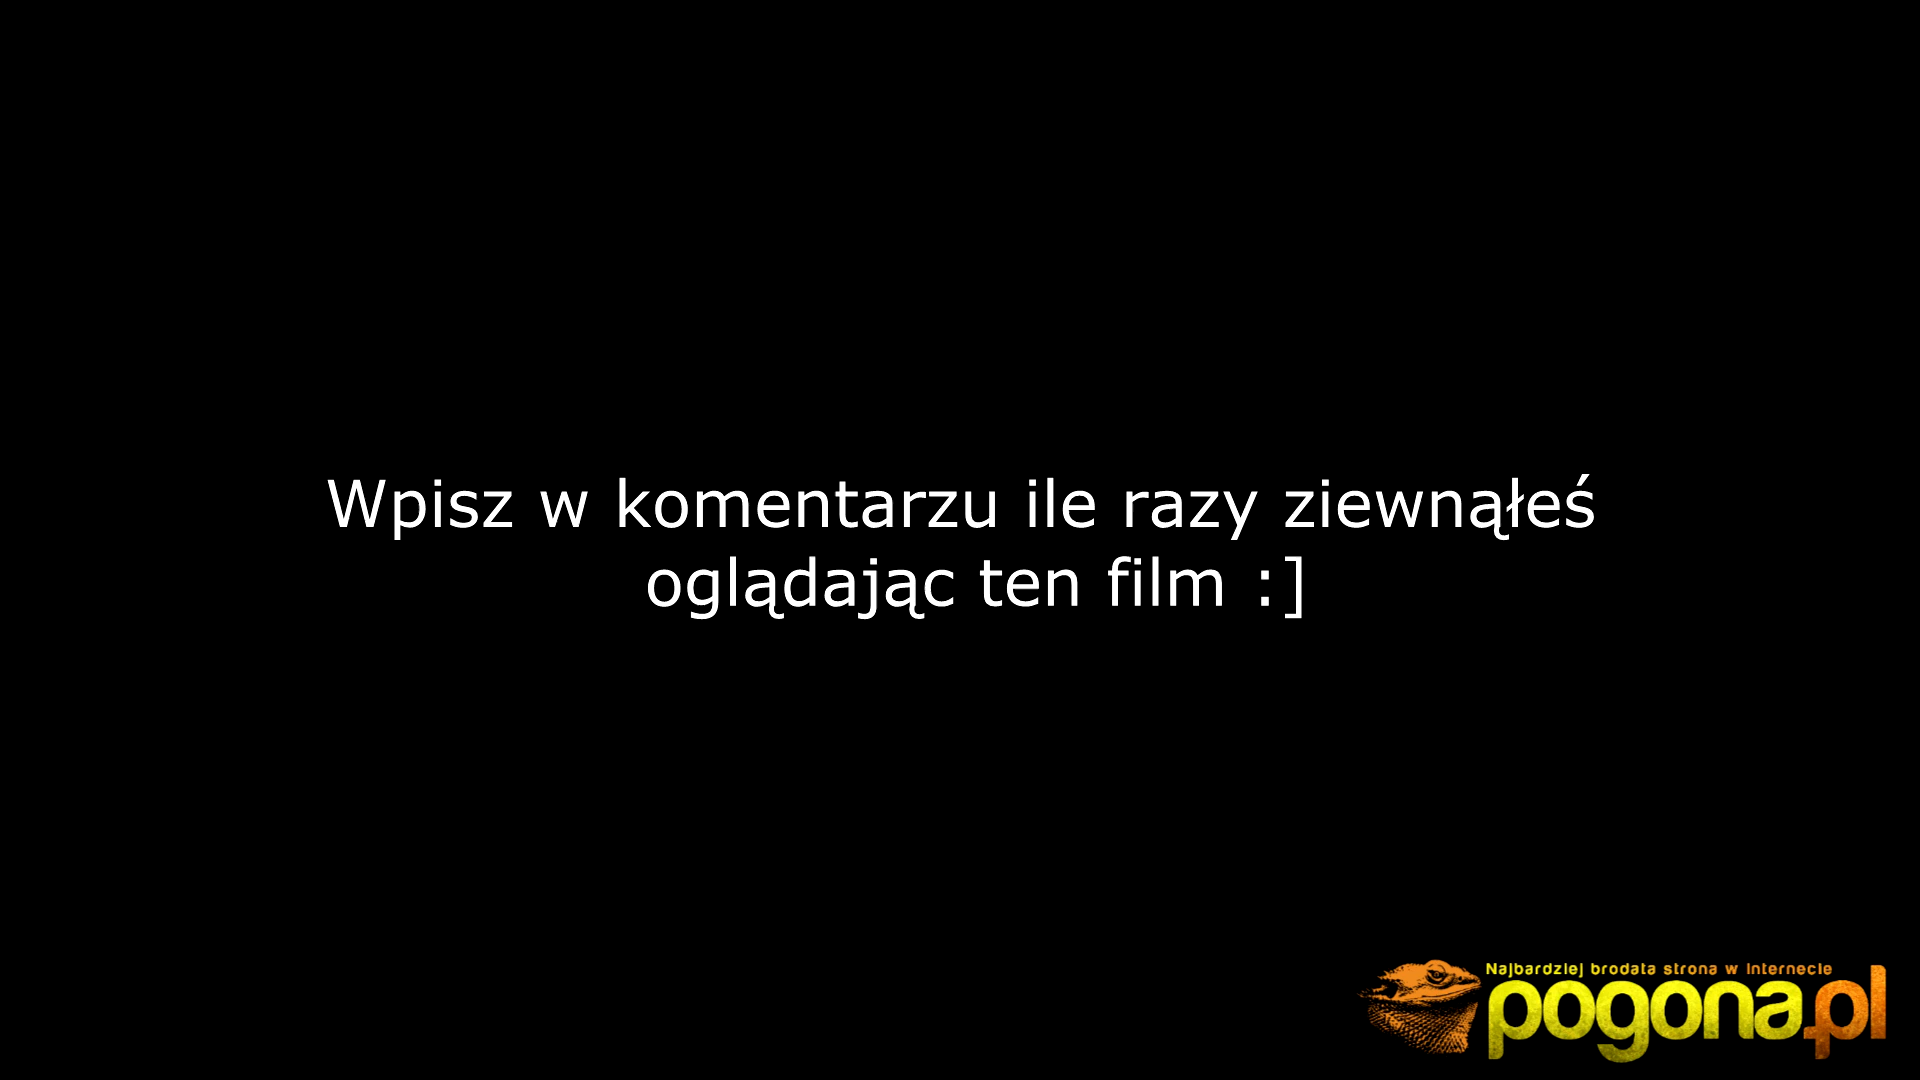 Wpisz w komentarzu ile razy ziewnąłeś
oglądając ten film :]
Najbardziej brodata strona w internecie
pogona.pl